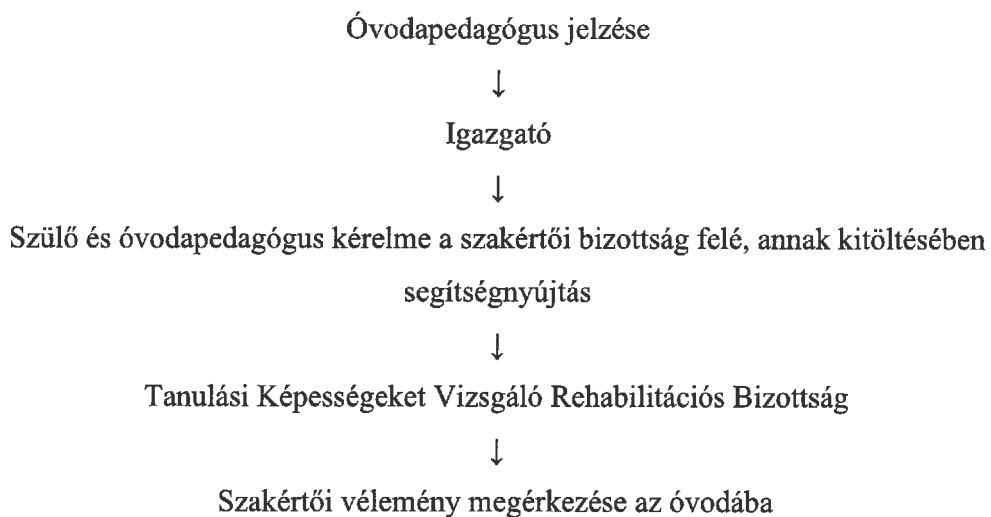 Óvodapedagógus jelzése
↓
Igazgató
↓
Szülő és óvodapedagógus kérelme a szakértői bizottság felé, annak kitöltésében
segítségnyújtás
↓
Tanulási Képességeket Vizsgáló Rehabilitációs Bizottság
↓
Szakértői vélemény megérkezése az óvodába